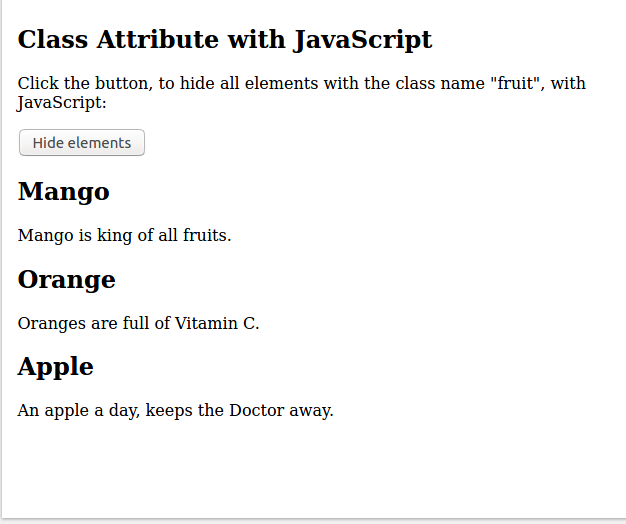 Class Attribute with JavaScript
Click the button, to hide all elements with the class name "fruit", with
JavaScript:
Hide elements
Mango
Mango is king of all fruits.
Orange
Oranges are full of Vitamin C.
Apple
An apple a day, keeps the Doctor away.